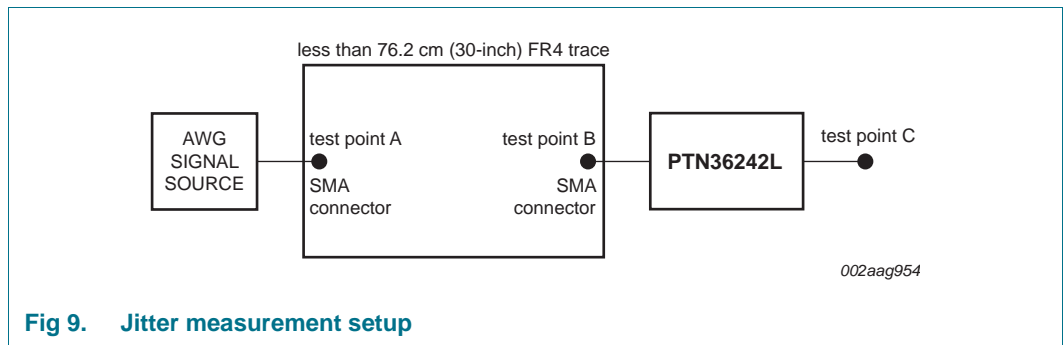 less than 76.2 cm (30-inch) FR4 trace
AWG
SIGNAL
SOURCE
test point A
SMA
connector
test point B
SMA
connector
PTN36242L
test point C
002aag954
Fig 9. Jitter measurement setup